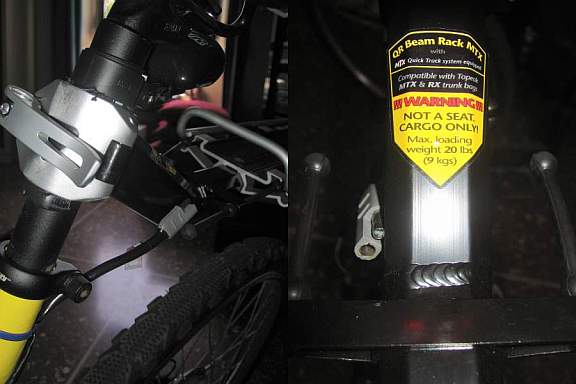 QR Beam Rack MTX
with
MTX Quick Track system equipped
Compatible with Topeak
MTX & RX trunk bags
!!! WARNING !!!
NOT A SEAT,
CARGO ONLY!
Max. loading
weight 20 lbs
(9 kgs)